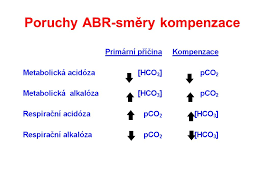 Poruchy ABR-směry kompenzace
Primární příčina Kompenzace
Metabolická acidóza ↓ [HCO3] ↓ pCO2
Metabolická alkalóza ↑ [HCO3] ↑ pCO2
Respirační acidóza ↑ pCO2 ↑ [HCO3]
Respirační alkalóza ↓ pCO2 ↓ [HCO3]